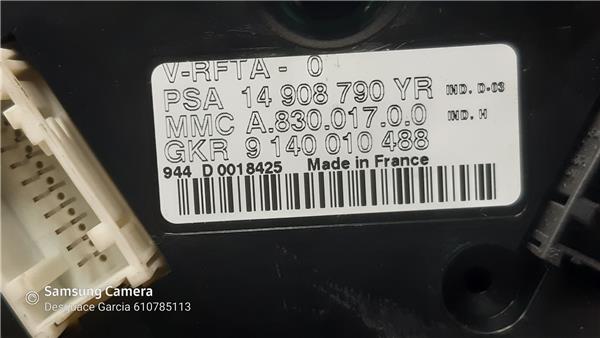 V-RFTA - 0
PSA 14 908 790 YR IND. D-03
MMC A.830.017.0.0 IND. H
GKR 9 140 010 488
944 D 0018425 Made in France
Samsung Camera
Desguace Garcia 610785113